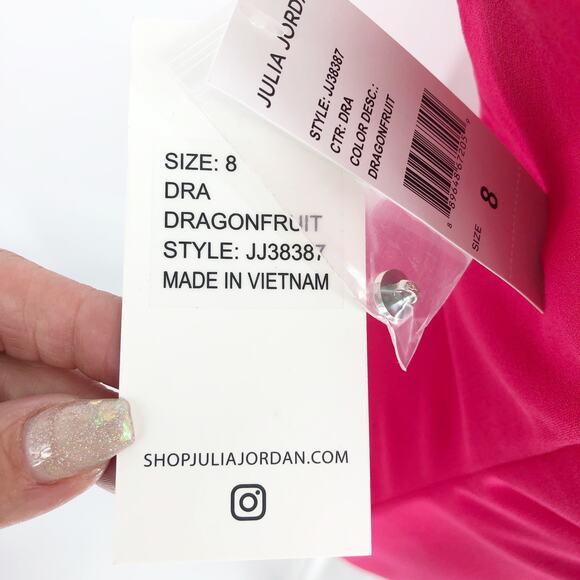 SIZE: 8
DRA
DRAGONFRUIT
STYLE: JJ38387
MADE IN VIETNAM
SHOPJULIAJORDAN.COM
JULIA JORDAN
STYLE: JJ38387
CTR: DRA
COLOR DESC.:
DRAGONFRUIT
SIZE 8